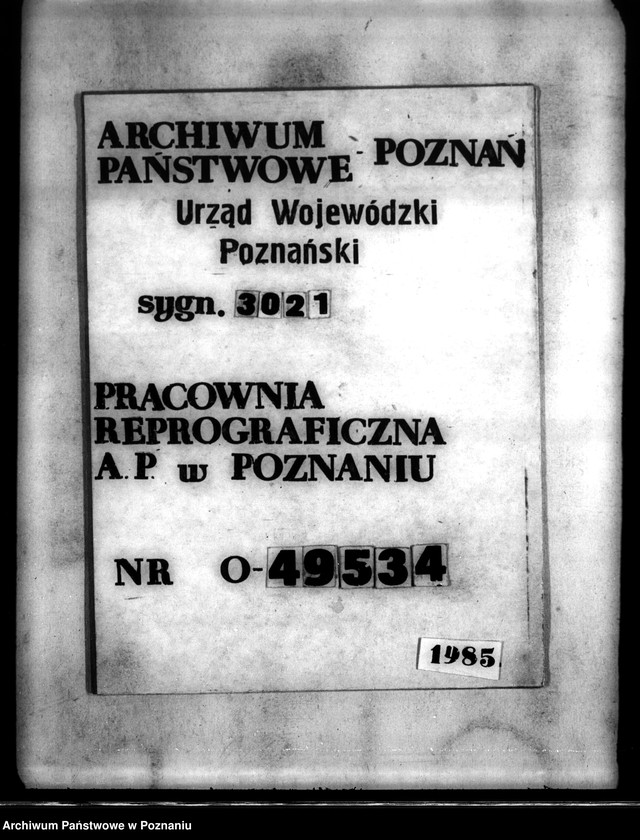 ARCHIWUM
PAŃSTWOWE - POZNAŃ
Urząd Wojewódzki
Poznański
sygn. 3021
PRACOWNIA
REPROGRAFICZNA
A.P. w POZNANIU
NR O-49534
1985
Archiwum Państwowe w Poznaniu